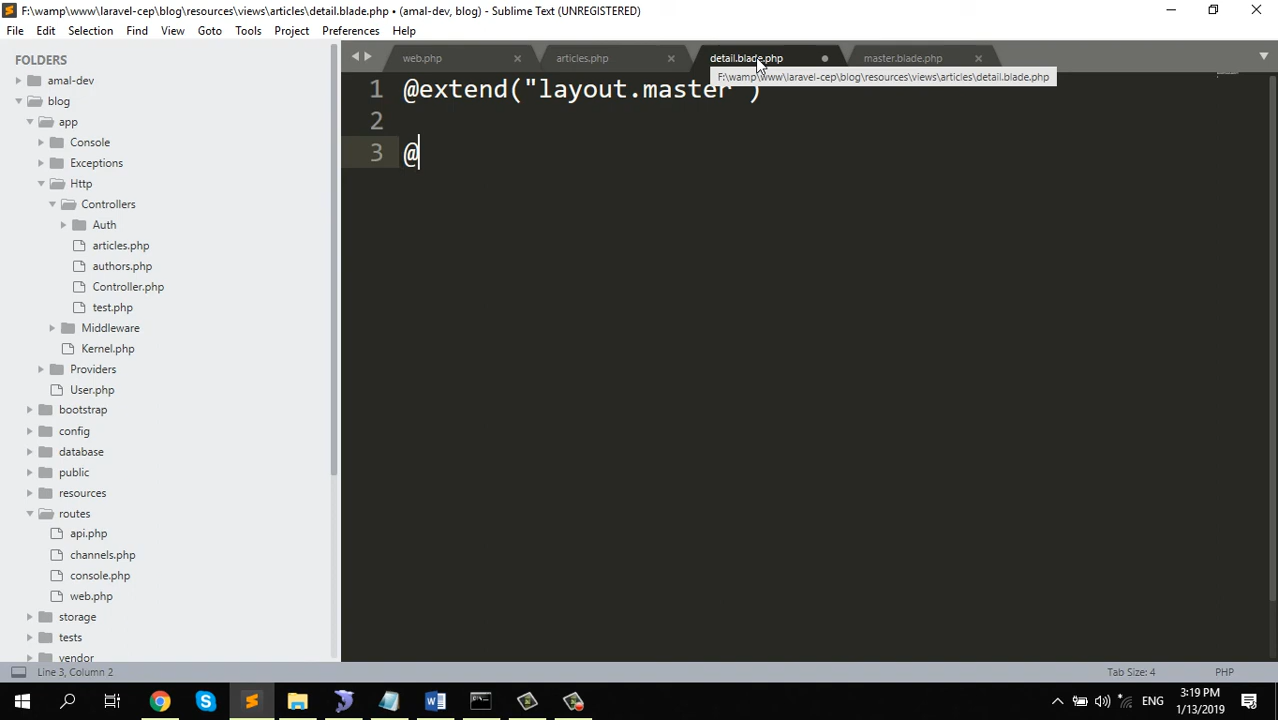 F:\wamp\www\laravel-cep\blog\resources\views\articles\detail.blade.php • (amal-dev, blog) - Sublime Text (UNREGISTERED)
File Edit Selection Find View Goto Tools Project Preferences Help
FOLDERS
amal-dev
blog
app
Console
Exceptions
Http
Controllers
Auth
articles.php
authors.php
Controller.php
test.php
Middleware
Kernel.php
Providers
User.php
bootstrap
config
database
public
resources
routes
api.php
channels.php
console.php
web.php
storage
tests
vendor
web.php articles.php detail.blade.php master.blade.php
F:\wamp\www\laravel-cep\blog\resources\views\articles\detail.blade.php
1 @extend("layout.master")
2
3 @
Line 3, Column 2 Tab Size: 4 PHP
ENG 3:19 PM
1/13/2019